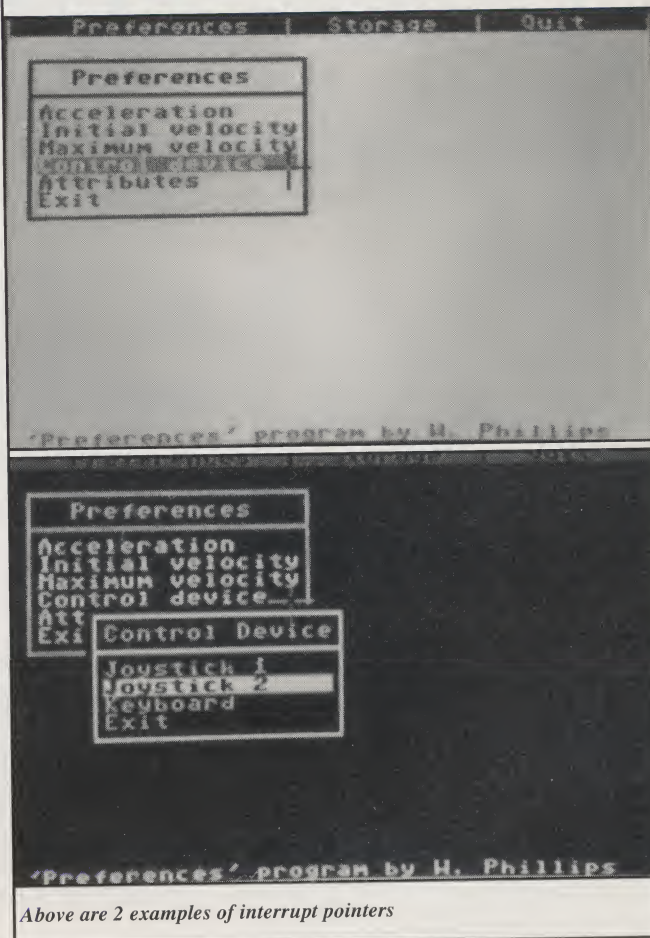 Preferences | Storage | Quit
Preferences
Acceleration
Initial velocity
Maximum velocity
Control device
Attributes
Exit
'Preferences' program by W. Phillips
Preferences
Acceleration
Initial velocity
Maximum velocity
Control device
Att
Exi
Control Device
Joystick 1
Joystick 2
Keyboard
Exit
'Preferences' program by W. Phillips
Above are 2 examples of interrupt pointers